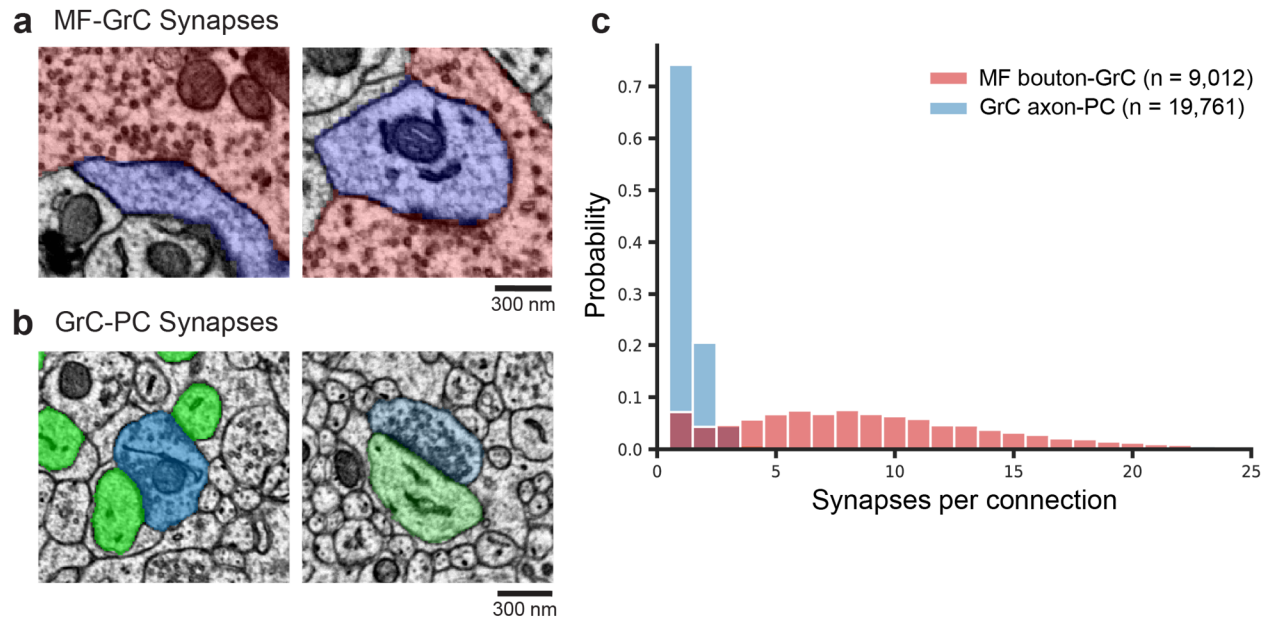 a MF-GrC Synapses
300 nm
b GrC-PC Synapses
300 nm
c
MF bouton-GrC (n = 9,012)
GrC axon-PC (n = 19,761)
Probability
0.7
0.6
0.5
0.4
0.3
0.2
0.1
0.0
0 5 10 15 20 25
Synapses per connection